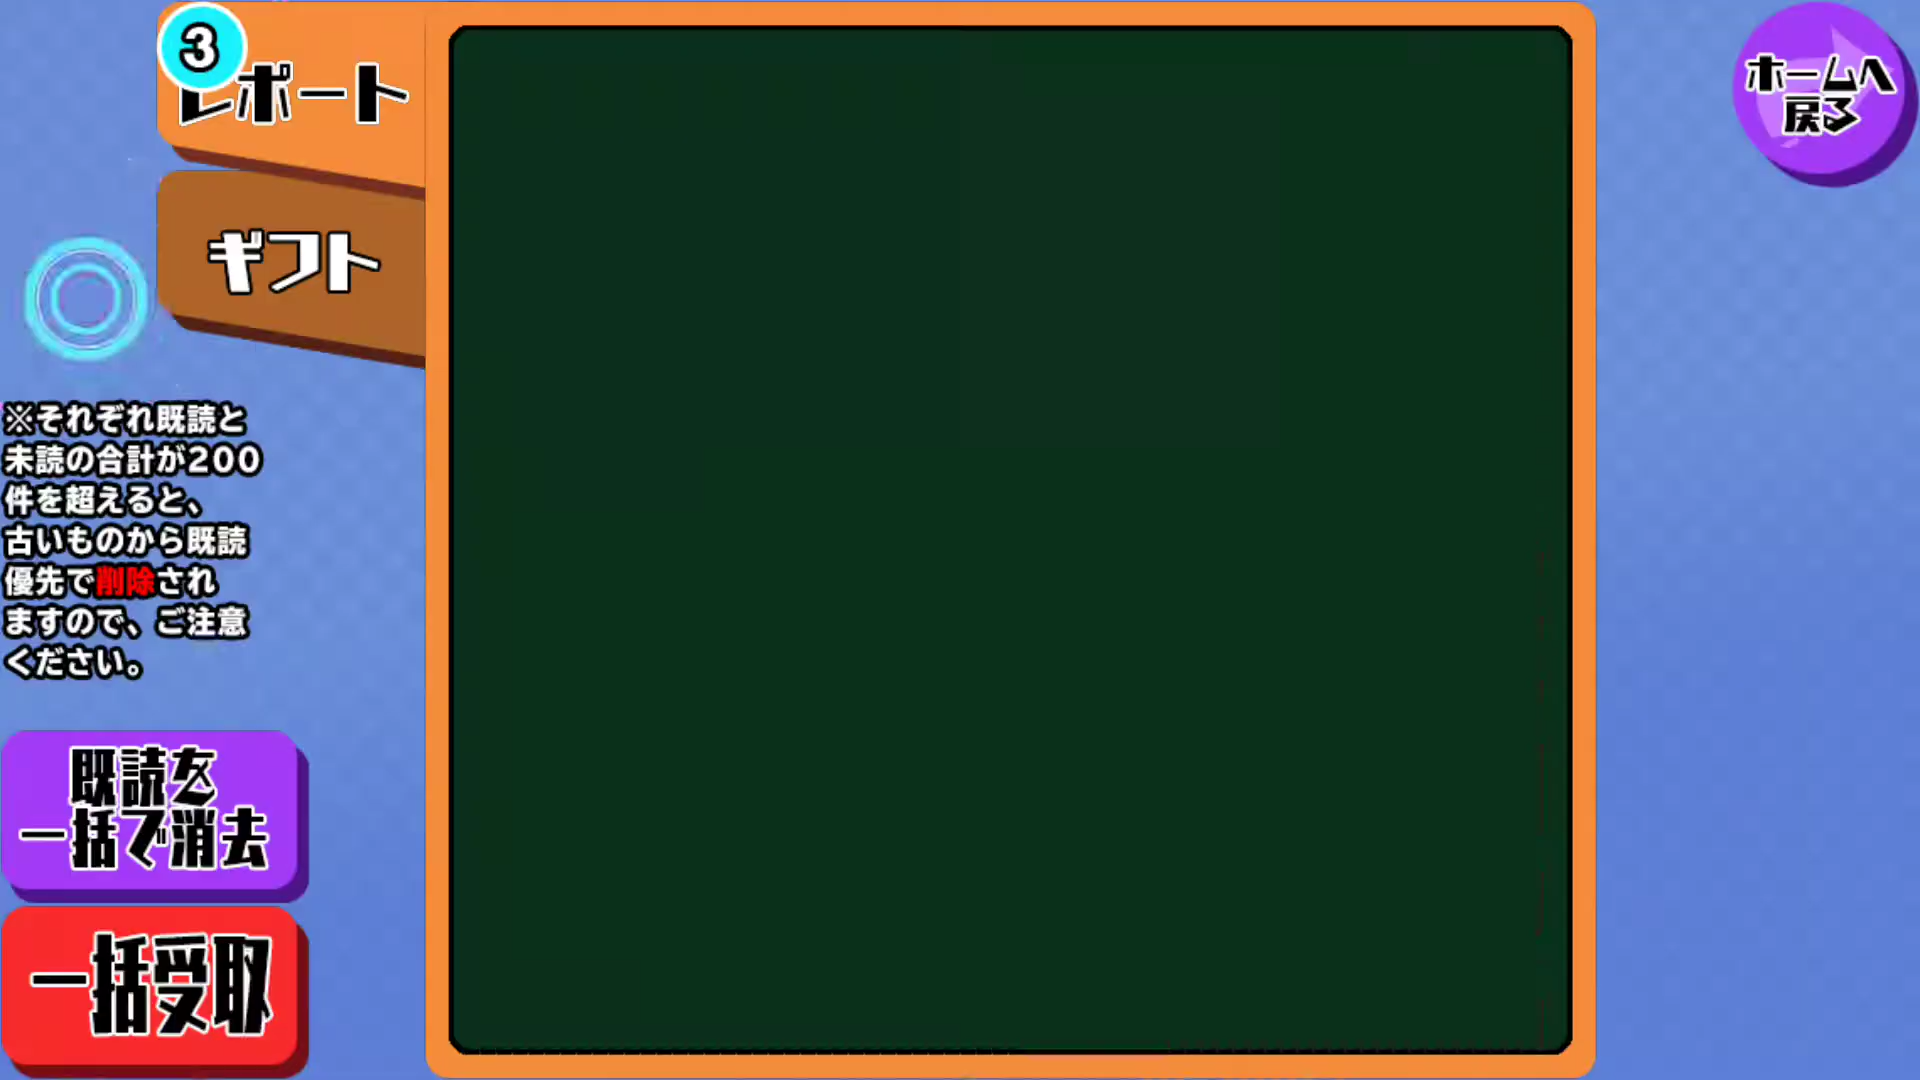 3
レポート
ギフト
※それぞれ既読と
未読の合計が200
件を超えると、
古いものから既読
優先で削除され
ますので、ご注意
ください。
既読を
一括で消去
一括受取
ホームへ
戻る